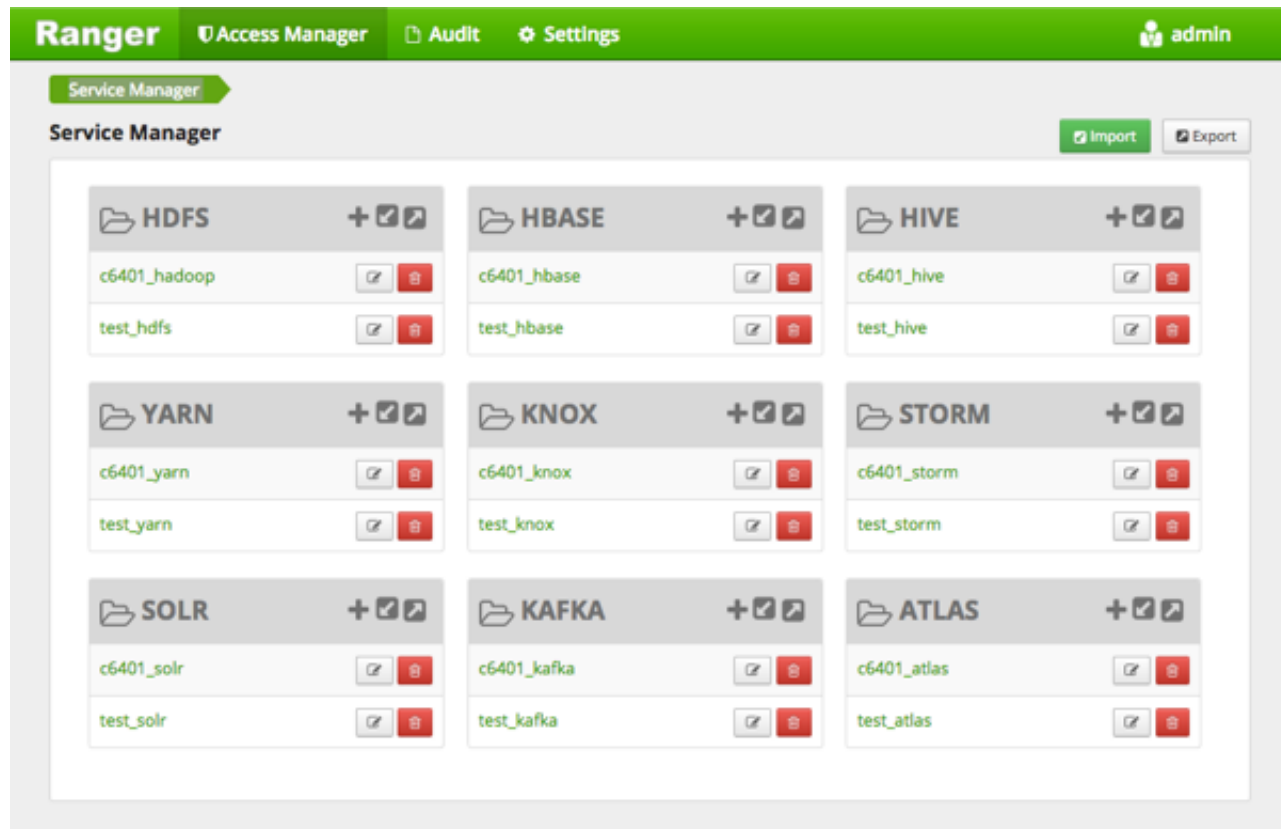 Ranger Access Manager Audit Settings admin
Service Manager
Service Manager Import Export
HDFS HBASE HIVE
c6401_hadoop c6401_hbase c6401_hive
test_hdfs test_hbase test_hive
YARN KNOX STORM
c6401_yarn c6401_knox c6401_storm
test_yarn test_knox test_storm
SOLR KAFKA ATLAS
c6401_solr c6401_kafka c6401_atlas
test_solr test_kafka test_atlas